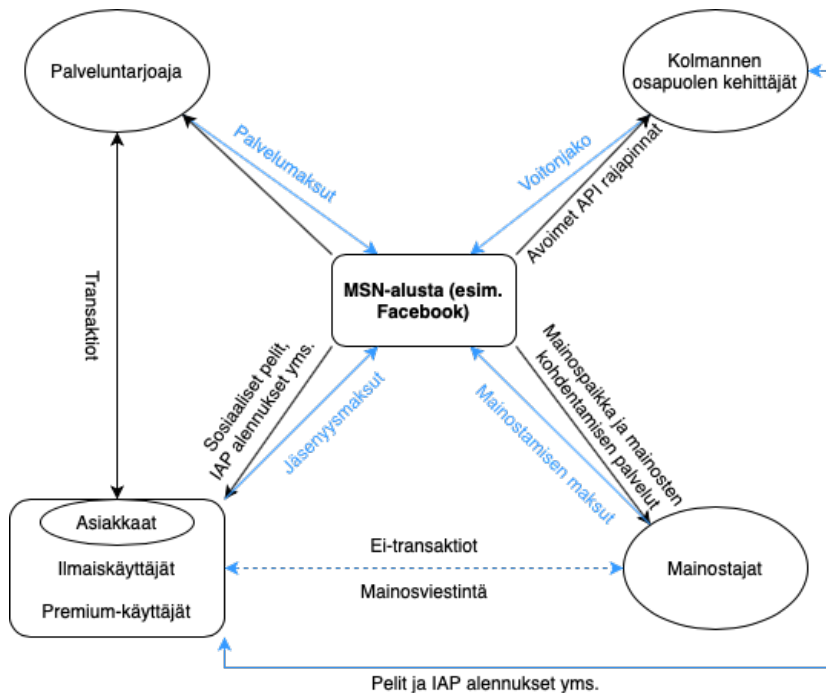 Palveluntarjoaja
Kolmannen
osapuolen kehittäjät
Palvelumaksut
Voitonjako
Avoimet API rajapinnat
Transaktiot
MSN-alusta (esim.
Facebook)
Sosiaaliset pelit,
IAP alennukset yms.
Jäsenyysmaksut
Mainostamisen maksut
Mainospaikka ja mainosten
kohdentamisen palvelut
Asiakkaat
Ilmaiskäyttäjät
Premium-käyttäjät
Ei-transaktiot
Mainosviestintä
Mainostajat
Pelit ja IAP alennukset yms.